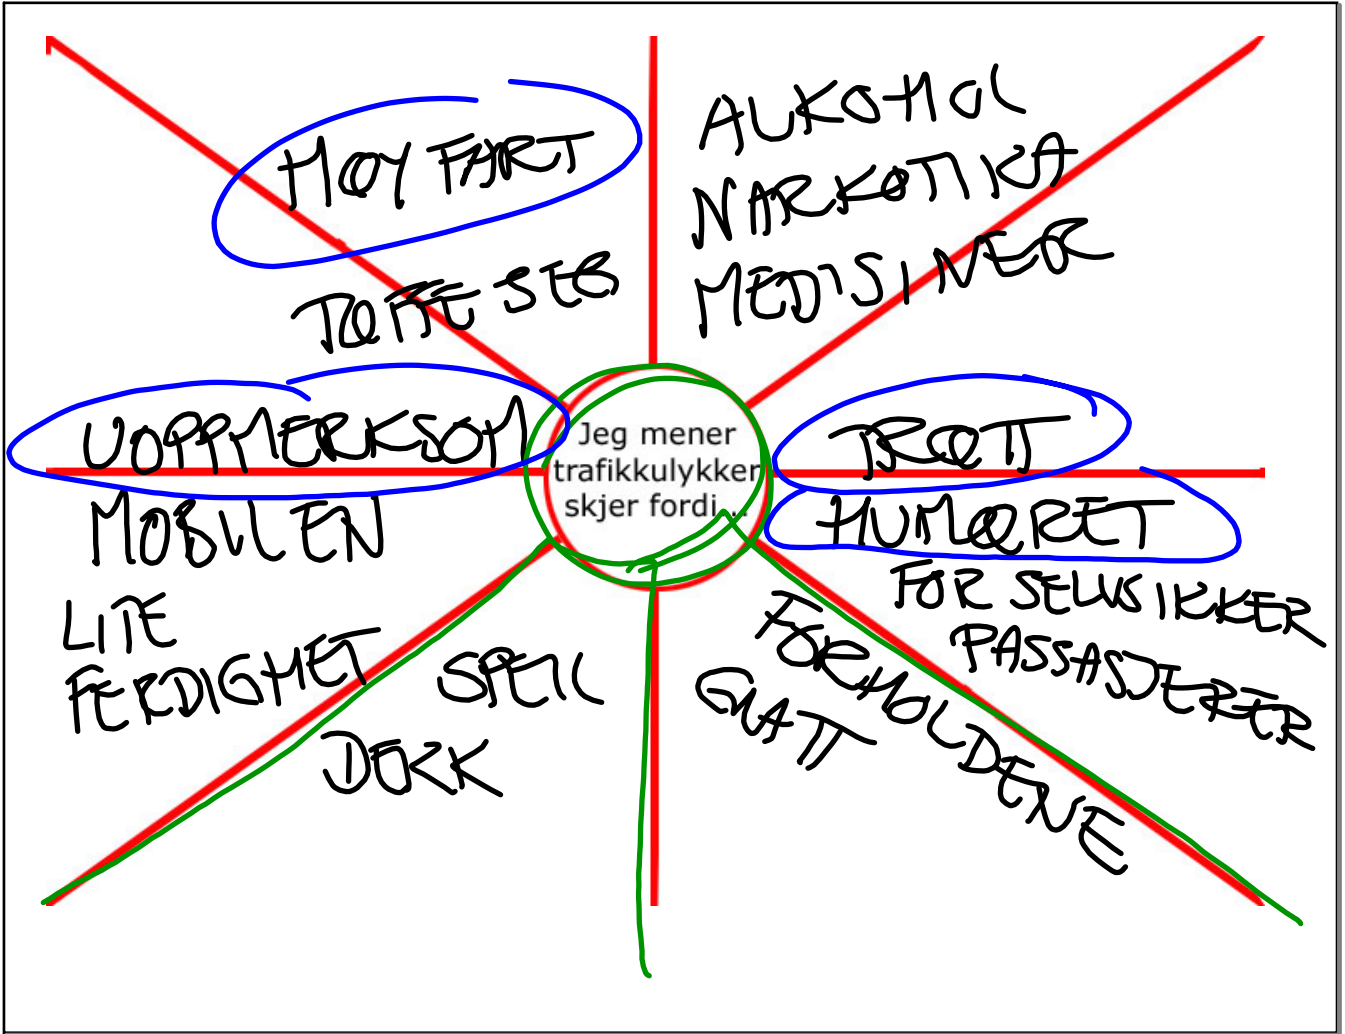 HØY FART
TØFFE SEG
ALKOHOL
NARKOTIKA
MEDISINER
UOPPMERKSOM
MOBILEN
LITE
FERDIGHET
Jeg mener
trafikkulykker
skjer fordi...
TRØTT
HUMØRET
FOR SELVSIKKER
PASSASJERER
FORHOLDENE
GLATT
SPEIL
DEKK